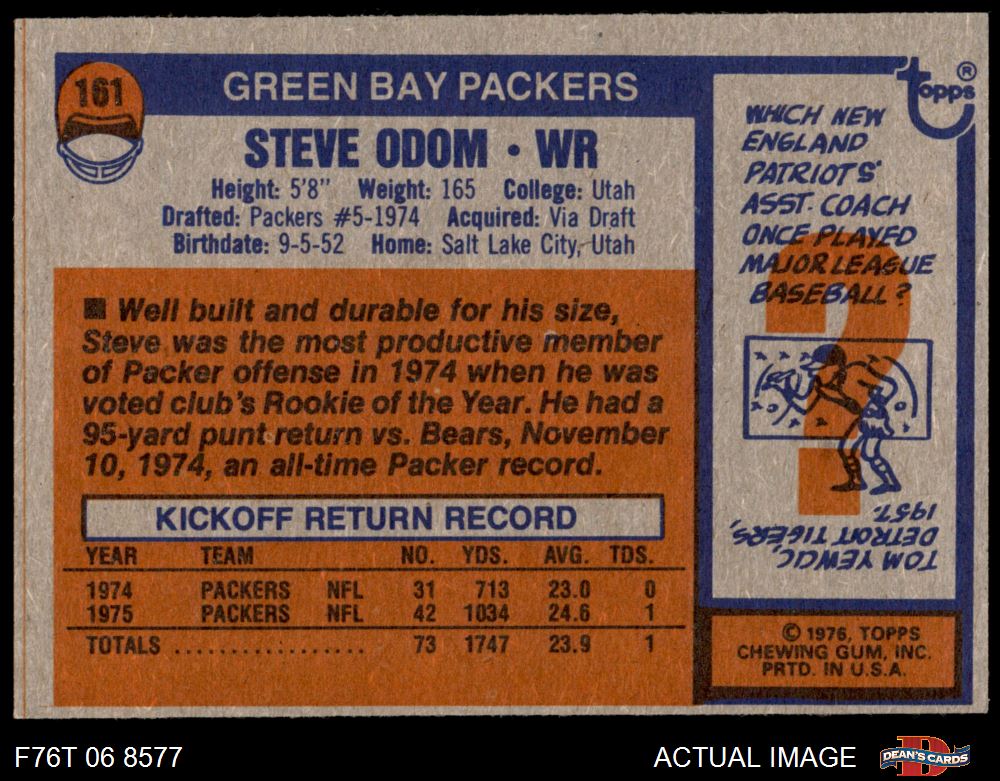 161
GREEN BAY PACKERS
STEVE ODOM • WR
Height: 5'8" Weight: 165 College: Utah
Drafted: Packers #5-1974 Acquired: Via Draft
Birthdate: 9-5-52 Home: Salt Lake City, Utah
■ Well built and durable for his size,
Steve was the most productive member
of Packer offense in 1974 when he was
voted club's Rookie of the Year. He had a
95-yard punt return vs. Bears, November
10, 1974, an all-time Packer record.
KICKOFF RETURN RECORD
YEAR TEAM NO. YDS. AVG. TDS.
1974 PACKERS NFL 31 713 23.0 0
1975 PACKERS NFL 42 1034 24.6 1
TOTALS ................. 73 1747 23.9 1
topps®
WHICH NEW
ENGLAND
PATRIOTS'
ASST. COACH
ONCE PLAYED
MAJOR LEAGUE
BASEBALL?
?
TOM YEWCIC,
DETROIT TIGERS,
1957.
© 1976, TOPPS
CHEWING GUM, INC.
PRTD. IN U.S.A.
F76T 06 8577
ACTUAL IMAGE
D
DEAN'S CARDS